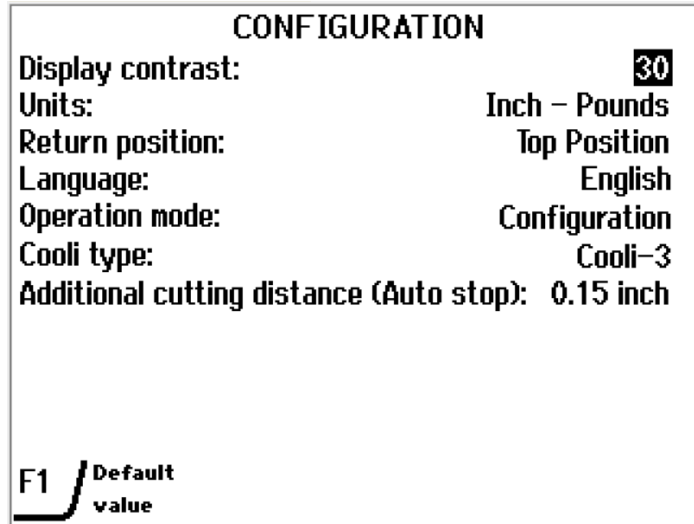 CONFIGURATION
Display contrast: 30
Units: Inch – Pounds
Return position: Top Position
Language: English
Operation mode: Configuration
Cooli type: Cooli-3
Additional cutting distance (Auto stop): 0.15 inch
F1 Default
value